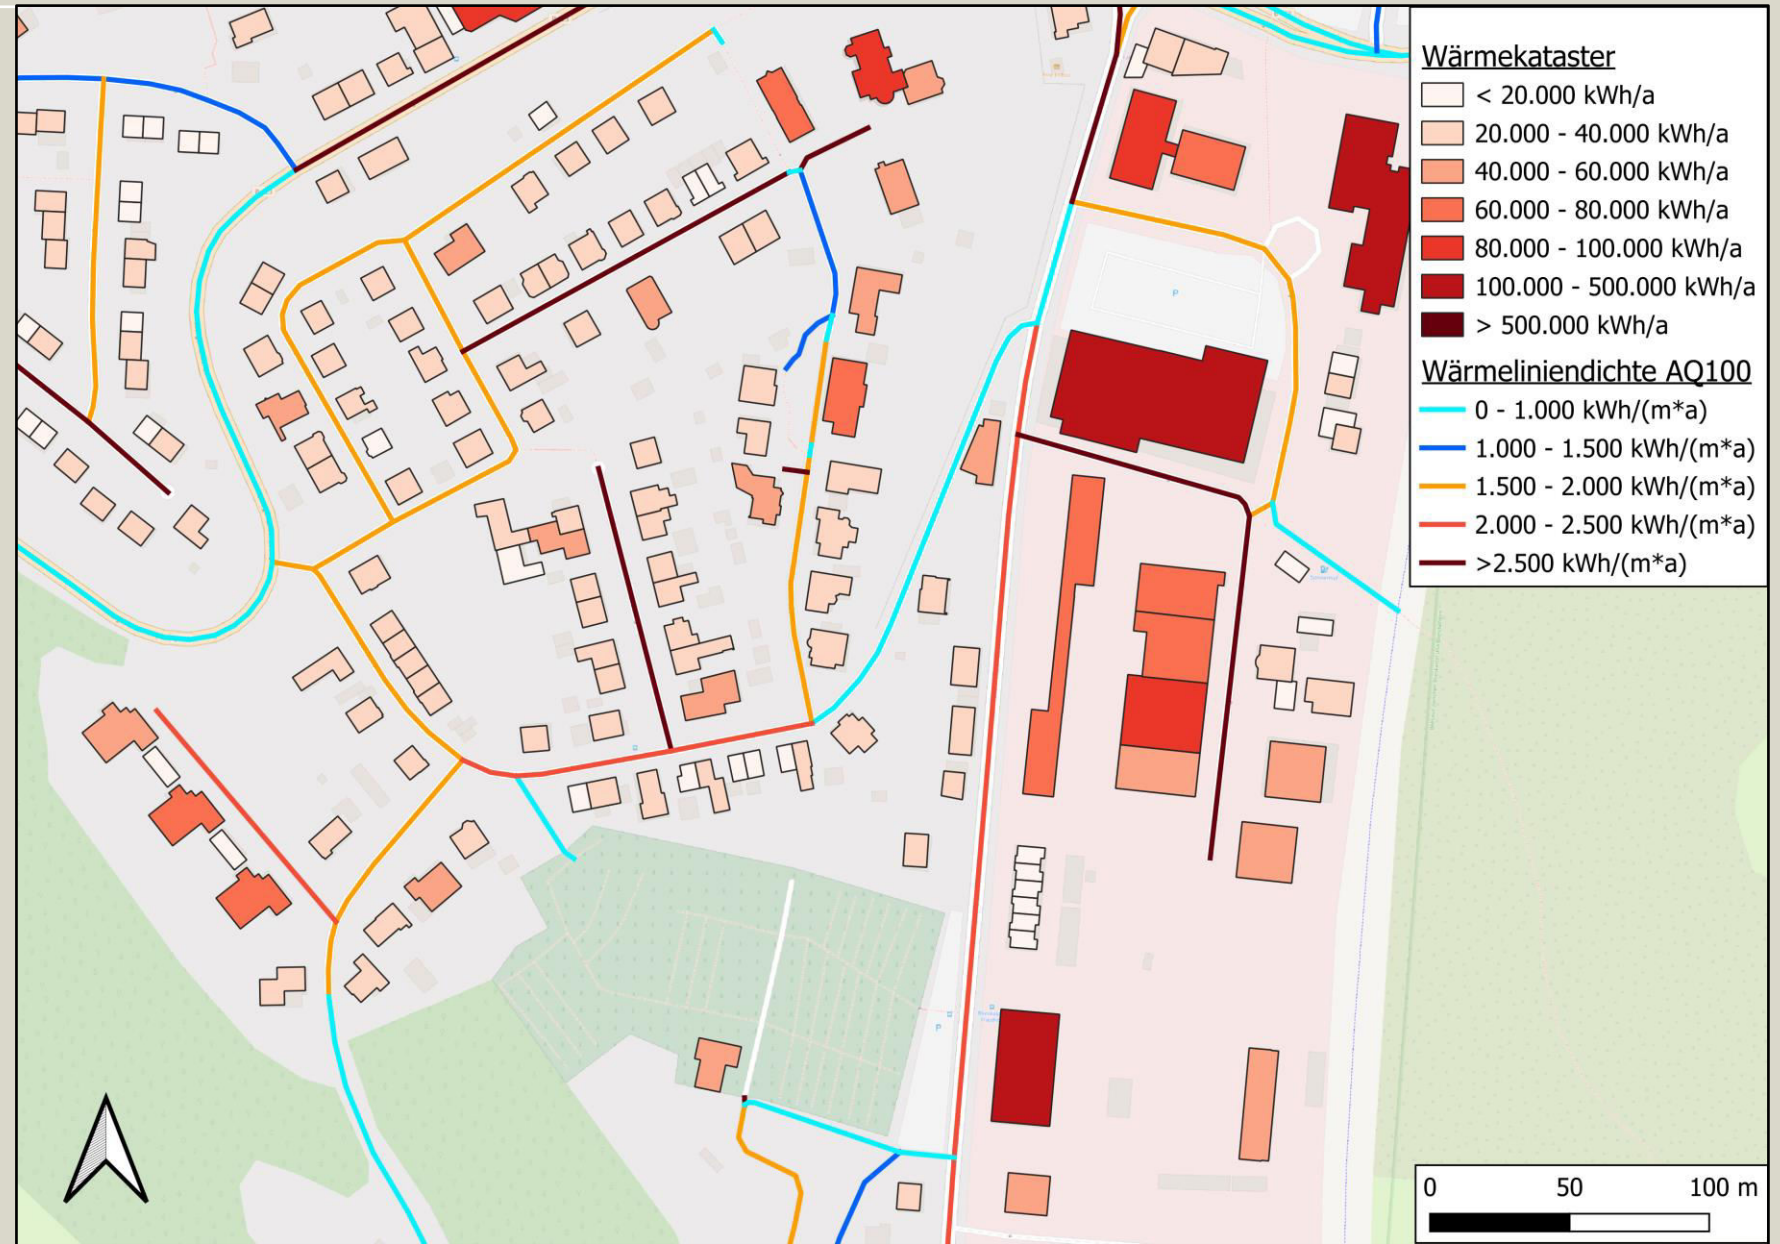 Wärmekataster
< 20.000 kWh/a
20.000 - 40.000 kWh/a
40.000 - 60.000 kWh/a
60.000 - 80.000 kWh/a
80.000 - 100.000 kWh/a
100.000 - 500.000 kWh/a
> 500.000 kWh/a
Wärmeliniendichte AQ100
0 - 1.000 kWh/(m*a)
1.000 - 1.500 kWh/(m*a)
1.500 - 2.000 kWh/(m*a)
2.000 - 2.500 kWh/(m*a)
>2.500 kWh/(m*a)
P
P
0 50 100 m